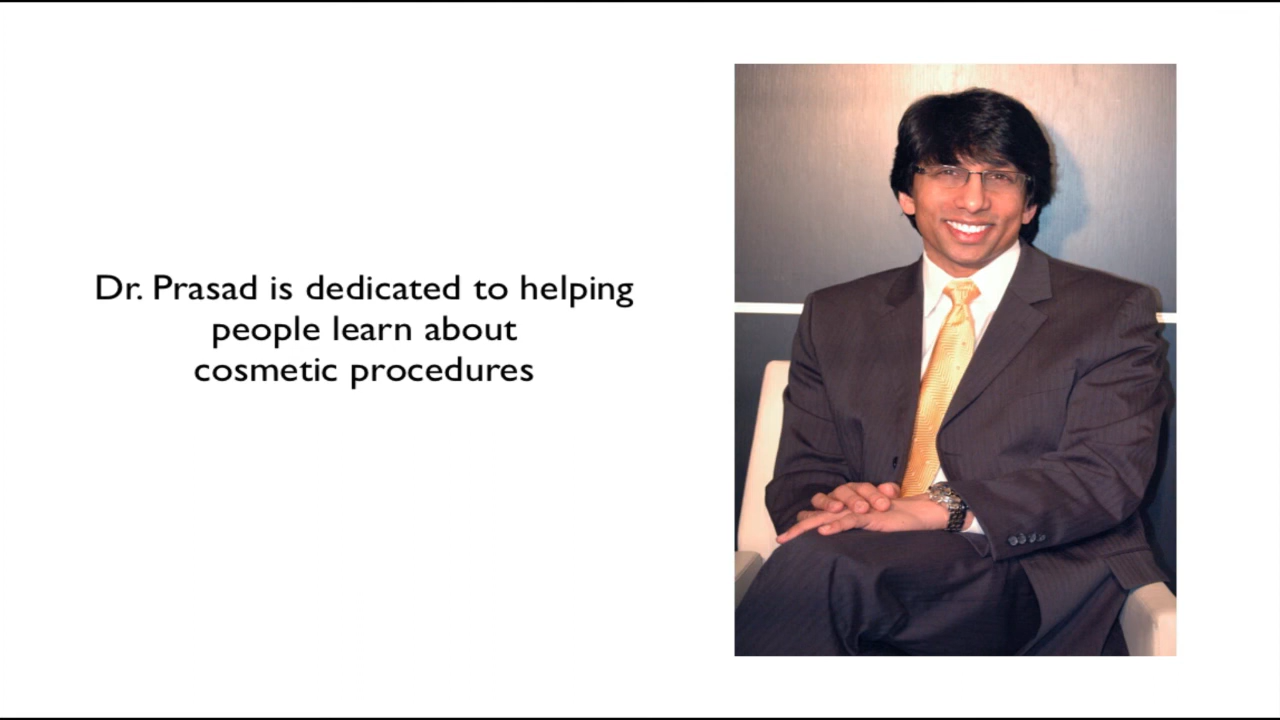 Dr. Prasad is dedicated to helping
people learn about
cosmetic procedures